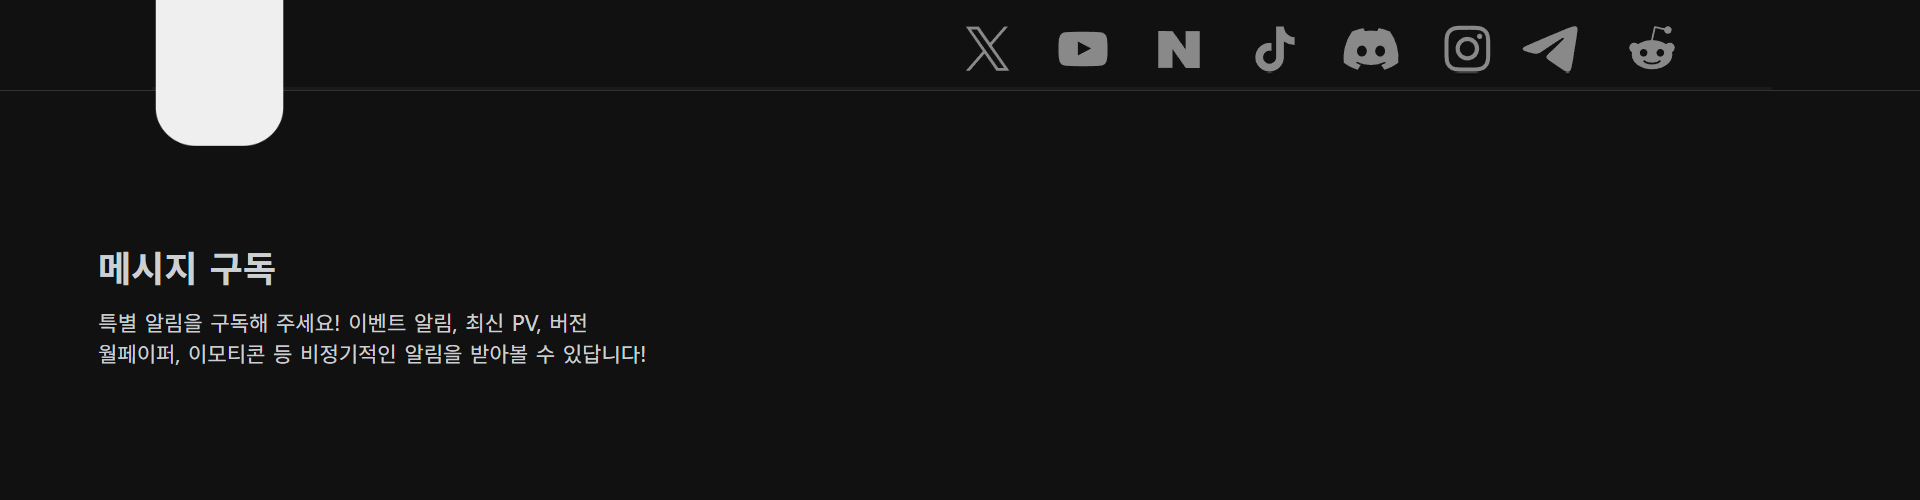 메시지 구독
특별 알림을 구독해 주세요! 이벤트 알림, 최신 PV, 버전
월페이퍼, 이모티콘 등 비정기적인 알림을 받아볼 수 있답니다!